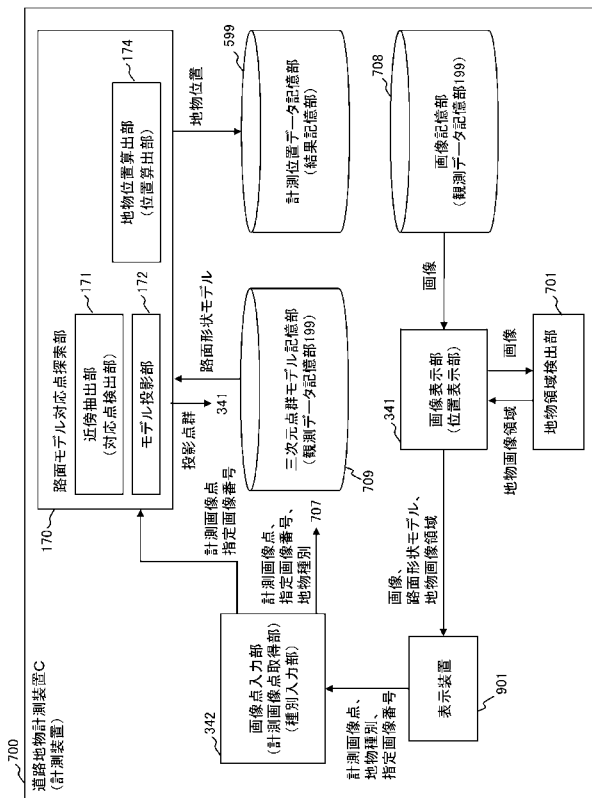 700
道路地物計測装置C
(計測装置)
170
路面モデル対応点探索部
近傍抽出部
(対応点検出部)
171
モデル投影部
172
地物位置算出部
(位置算出部)
174
投影点群
341
路面形状モデル
地物位置
計測画像点
指定画像番号
計測画像点、
指定画像番号、
地物種別
707
342
画像点入力部
(計測画像点取得部)
(種別入力部)
三次元点群モデル記憶部
(観測データ記憶部199)
709
計測位置データ記憶部
(結果記憶部)
599
計測画像点、
地物種別、
指定画像番号
表示装置
901
画像、
路面形状モデル、
地物画像領域
画像表示部
(位置表示部)
341
画像
画像記憶部
(観測データ記憶部199)
708
地物画像領域
画像
地物領域検出部
701